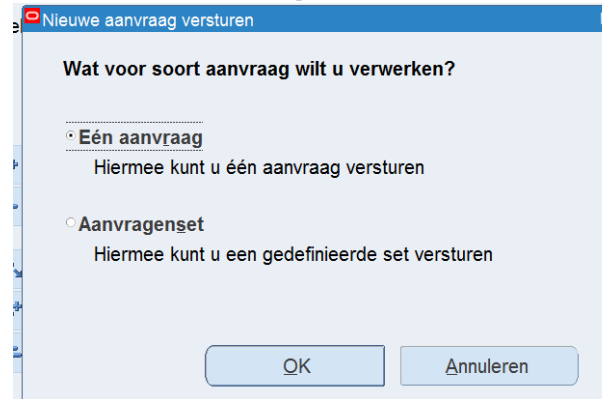 Nieuwe aanvraag versturen
Wat voor soort aanvraag wilt u verwerken?
Eén aanvraag
Hiermee kunt u één aanvraag versturen
Aanvragenset
Hiermee kunt u een gedefinieerde set versturen
OK
Annuleren